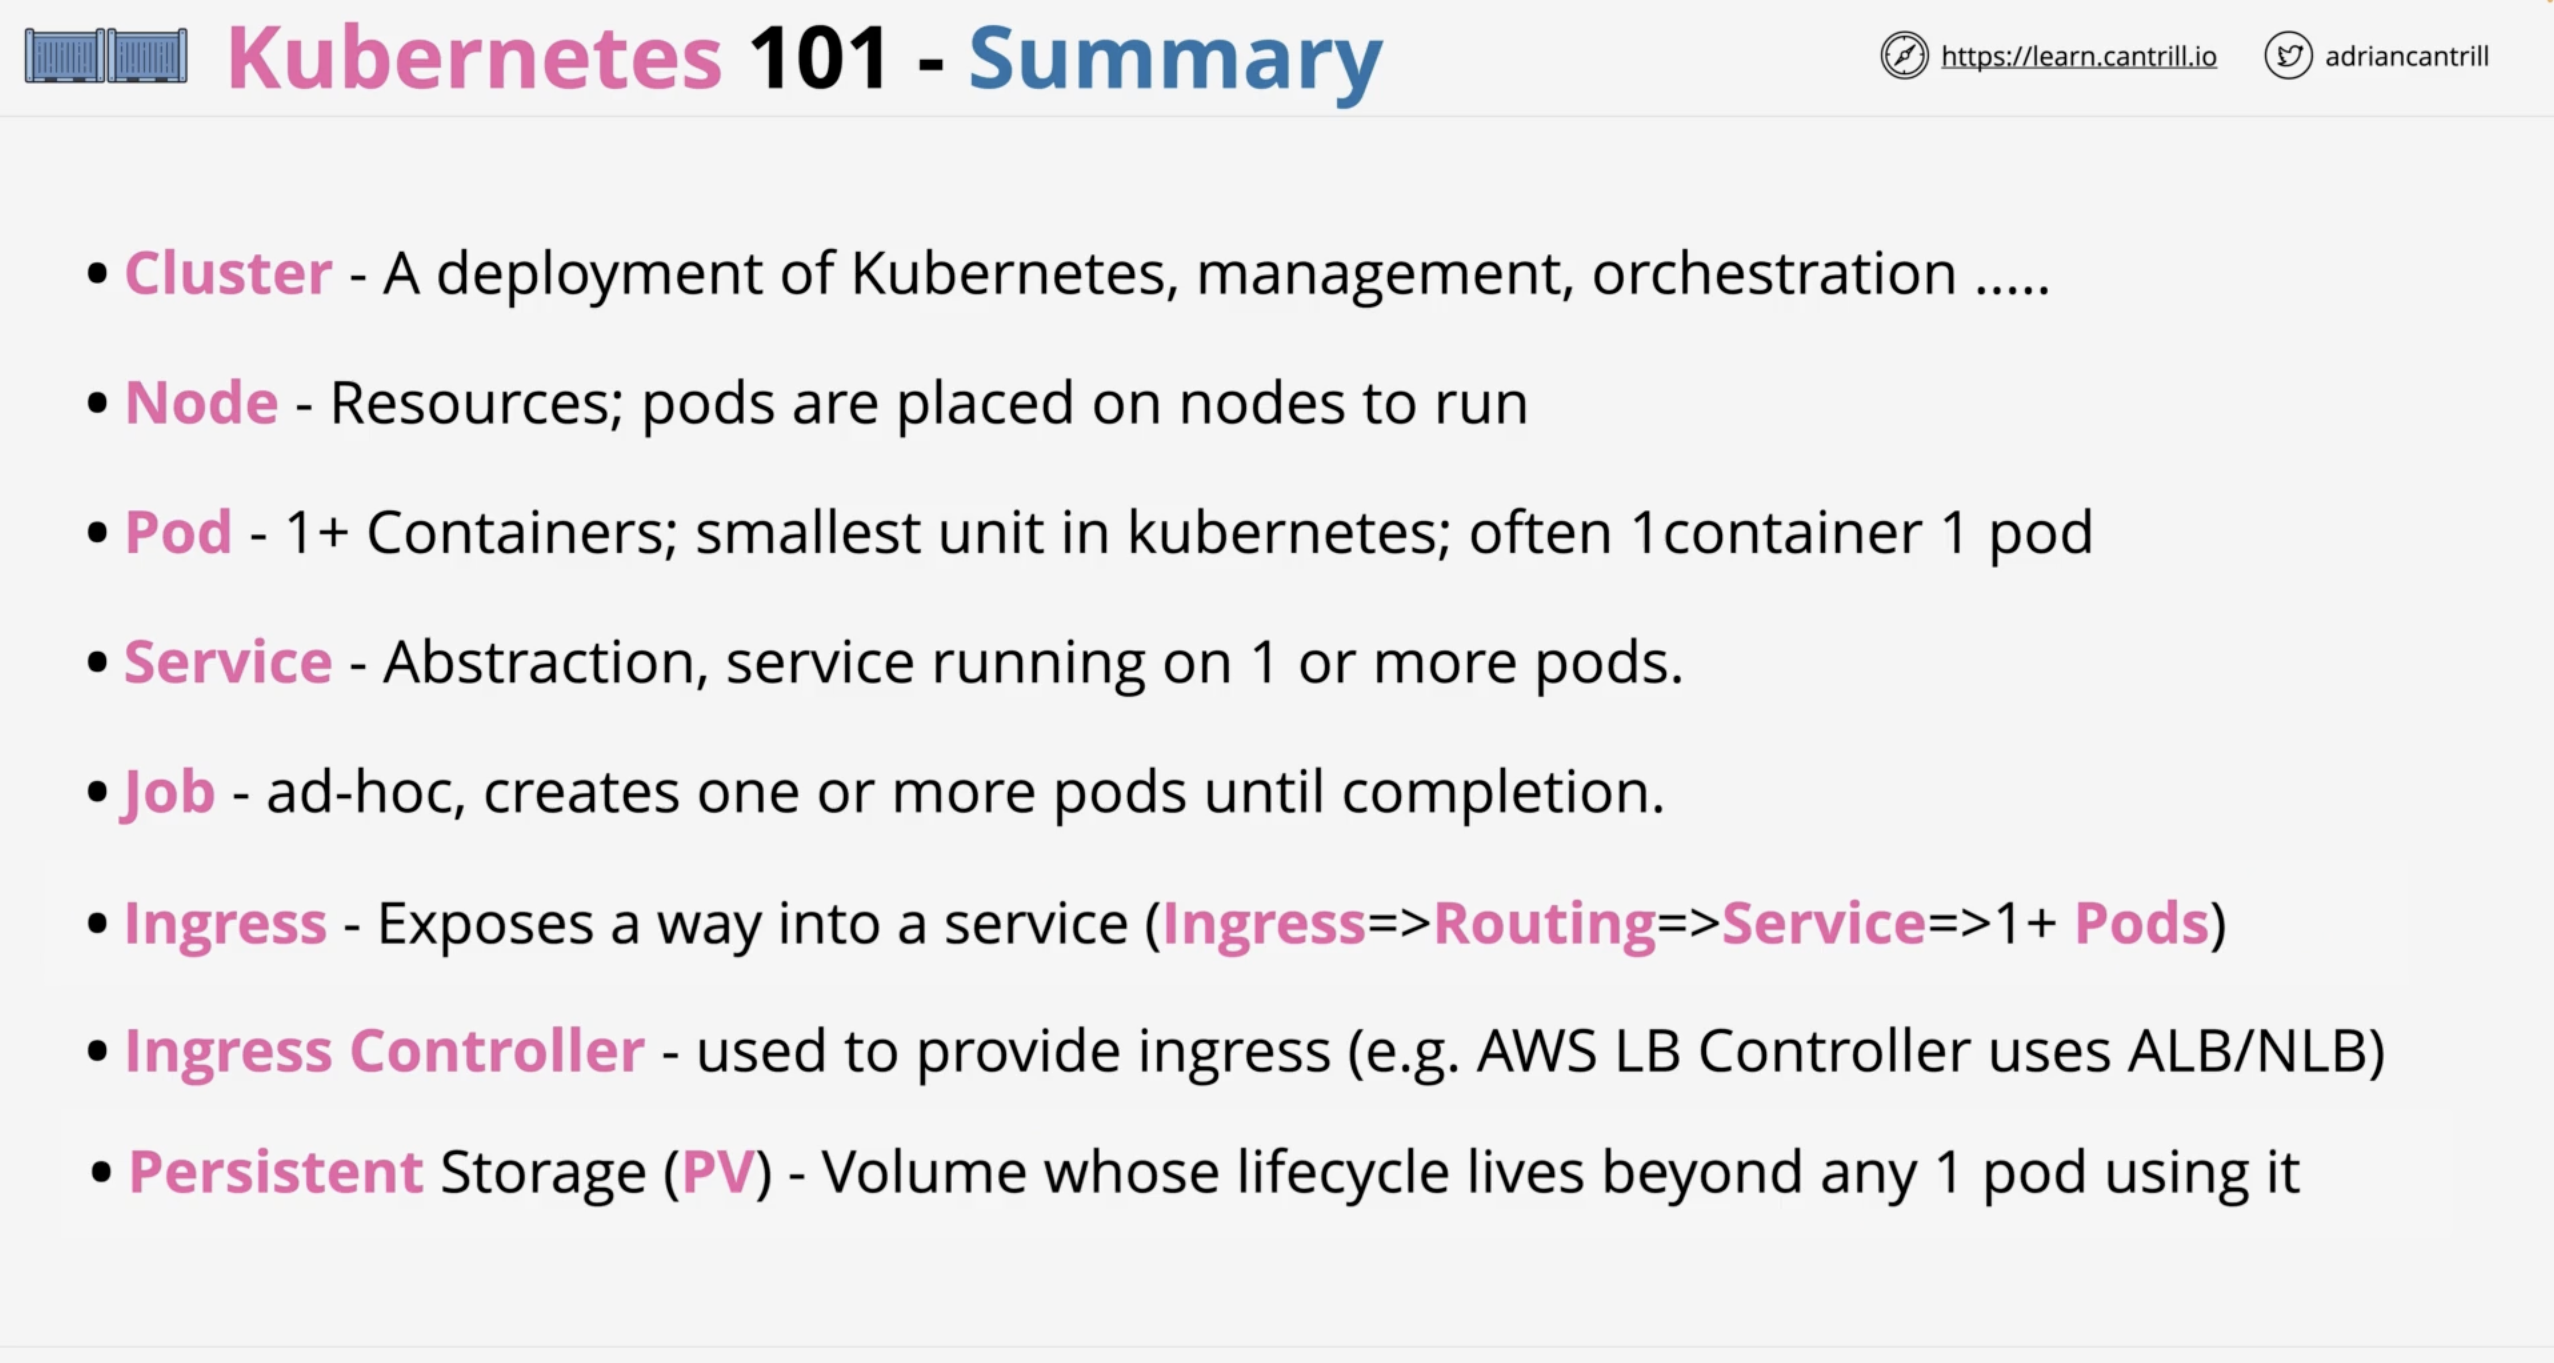 Kubernetes 101 - Summary
https://learn.cantrill.io
adriancantrill
• Cluster - A deployment of Kubernetes, management, orchestration .....
• Node - Resources; pods are placed on nodes to run
• Pod - 1+ Containers; smallest unit in kubernetes; often 1container 1 pod
• Service - Abstraction, service running on 1 or more pods.
• Job - ad-hoc, creates one or more pods until completion.
• Ingress - Exposes a way into a service (Ingress=>Routing=>Service=>1+ Pods)
• Ingress Controller - used to provide ingress (e.g. AWS LB Controller uses ALB/NLB)
• Persistent Storage (PV) - Volume whose lifecycle lives beyond any 1 pod using it